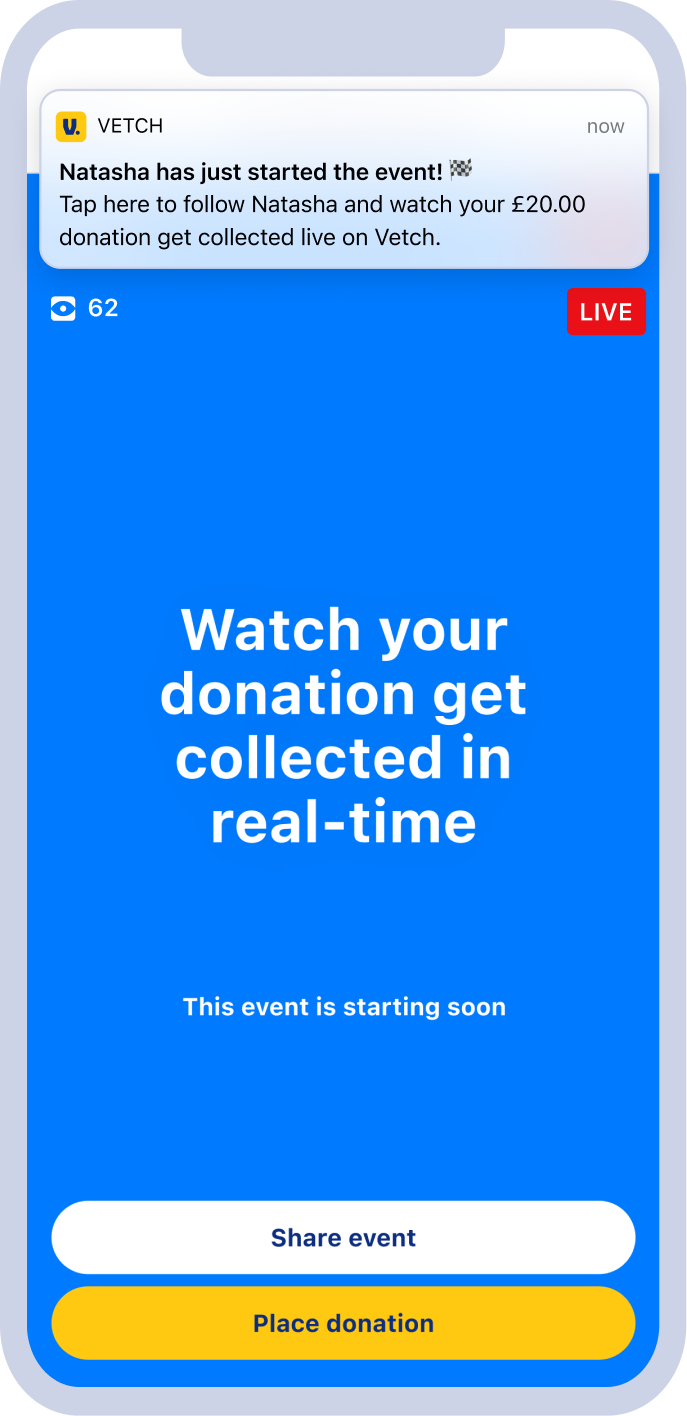 V. VETCH now
Natasha has just started the event! 🏁
Tap here to follow Natasha and watch your £20.00
donation get collected live on Vetch.
62 LIVE
Watch your
donation get
collected in
real-time
This event is starting soon
Share event
Place donation